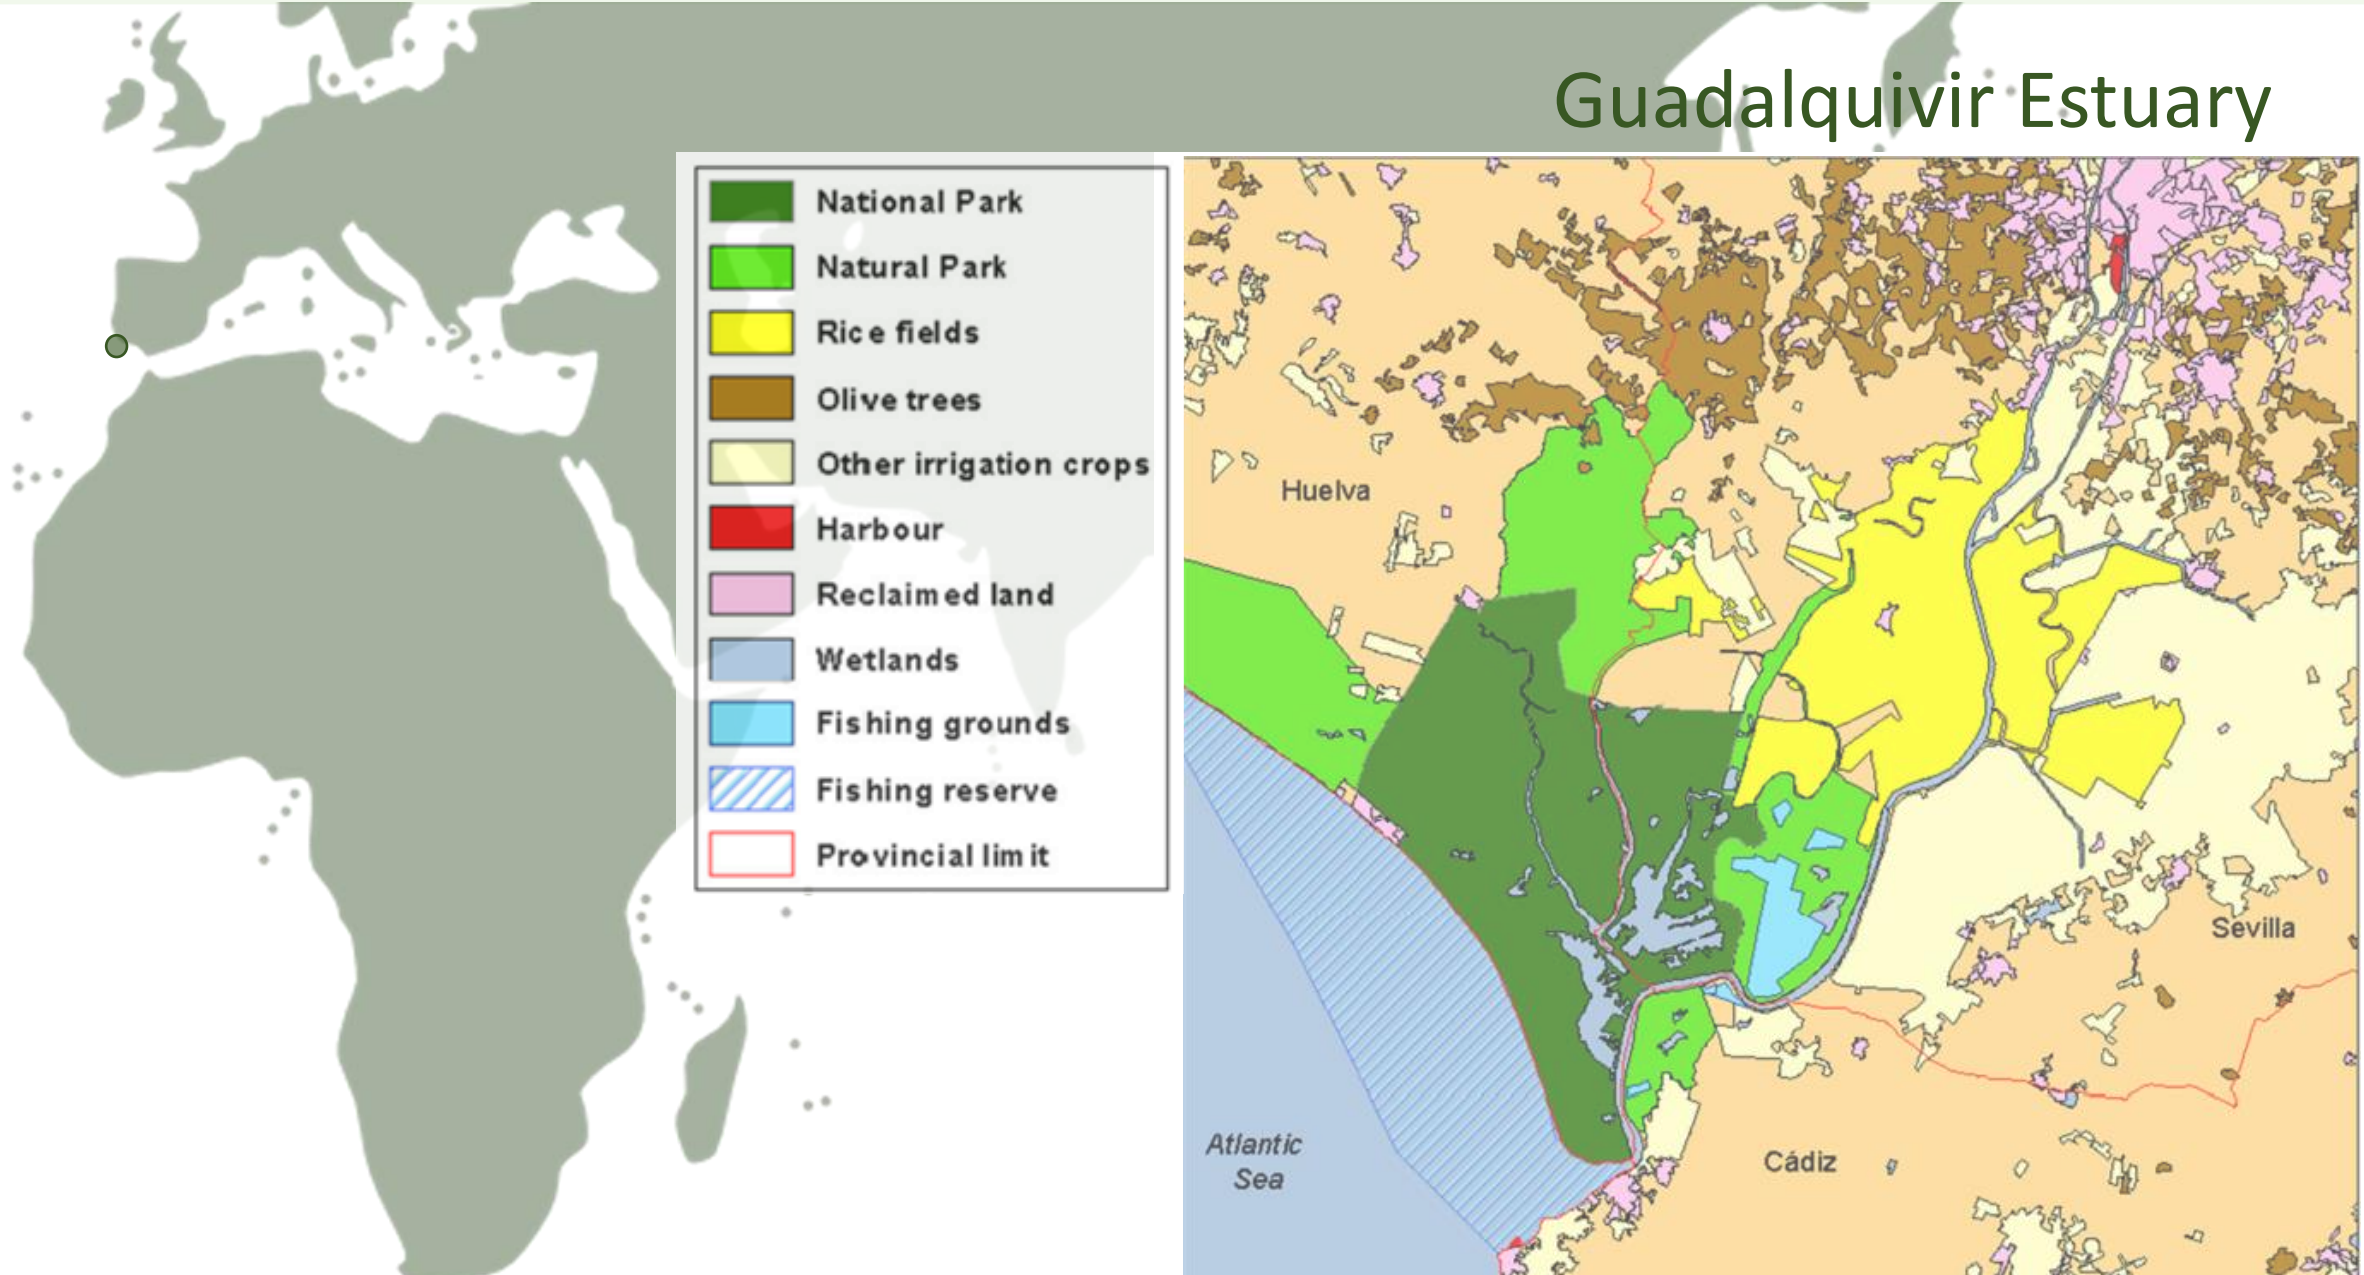 Guadalquivir Estuary
National Park
Natural Park
Rice fields
Olive trees
Other irrigation crops
Harbour
Reclaimed land
Wetlands
Fishing grounds
Fishing reserve
Provincial limit
Huelva
Sevilla
Atlantic
Sea
Cádiz